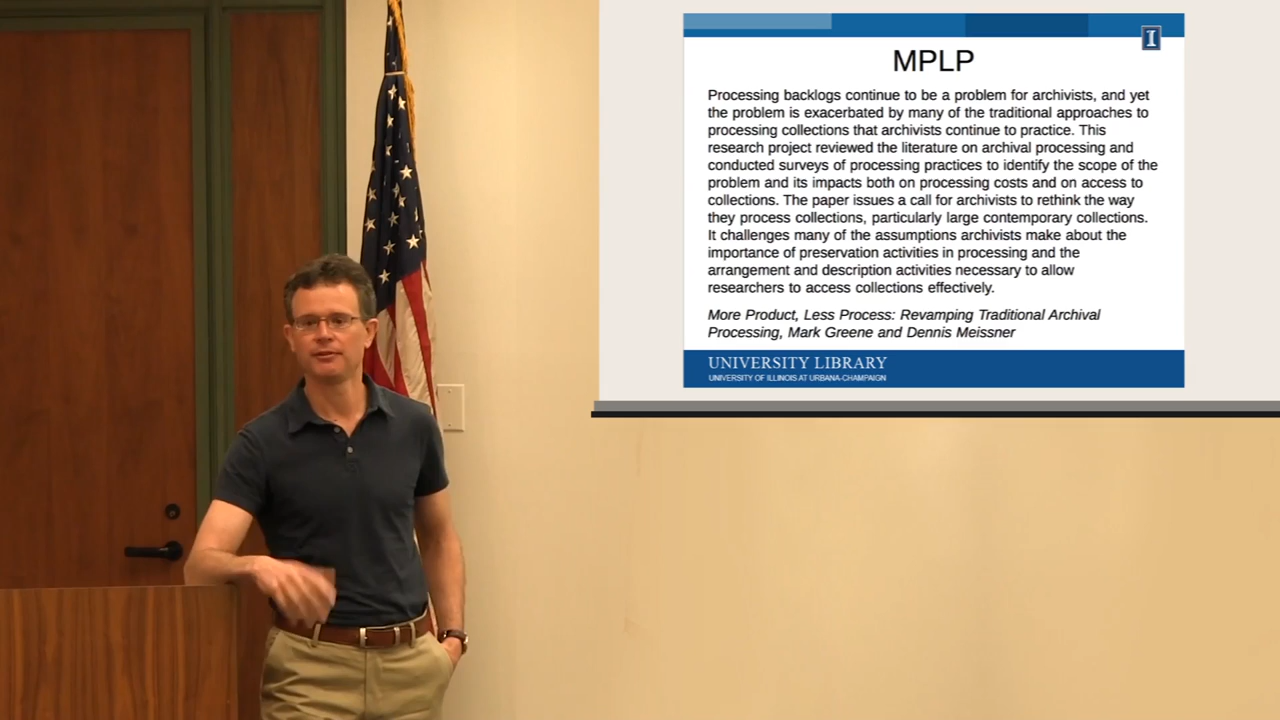 I
MPLP
Processing backlogs continue to be a problem for archivists, and yet
the problem is exacerbated by many of the traditional approaches to
processing collections that archivists continue to practice. This
research project reviewed the literature on archival processing and
conducted surveys of processing practices to identify the scope of the
problem and its impacts both on processing costs and on access to
collections. The paper issues a call for archivists to rethink the way
they process collections, particularly large contemporary collections.
It challenges many of the assumptions archivists make about the
importance of preservation activities in processing and the
arrangement and description activities necessary to allow
researchers to access collections effectively.
More Product, Less Process: Revamping Traditional Archival
Processing, Mark Greene and Dennis Meissner
UNIVERSITY LIBRARY
UNIVERSITY OF ILLINOIS AT URBANA-CHAMPAIGN